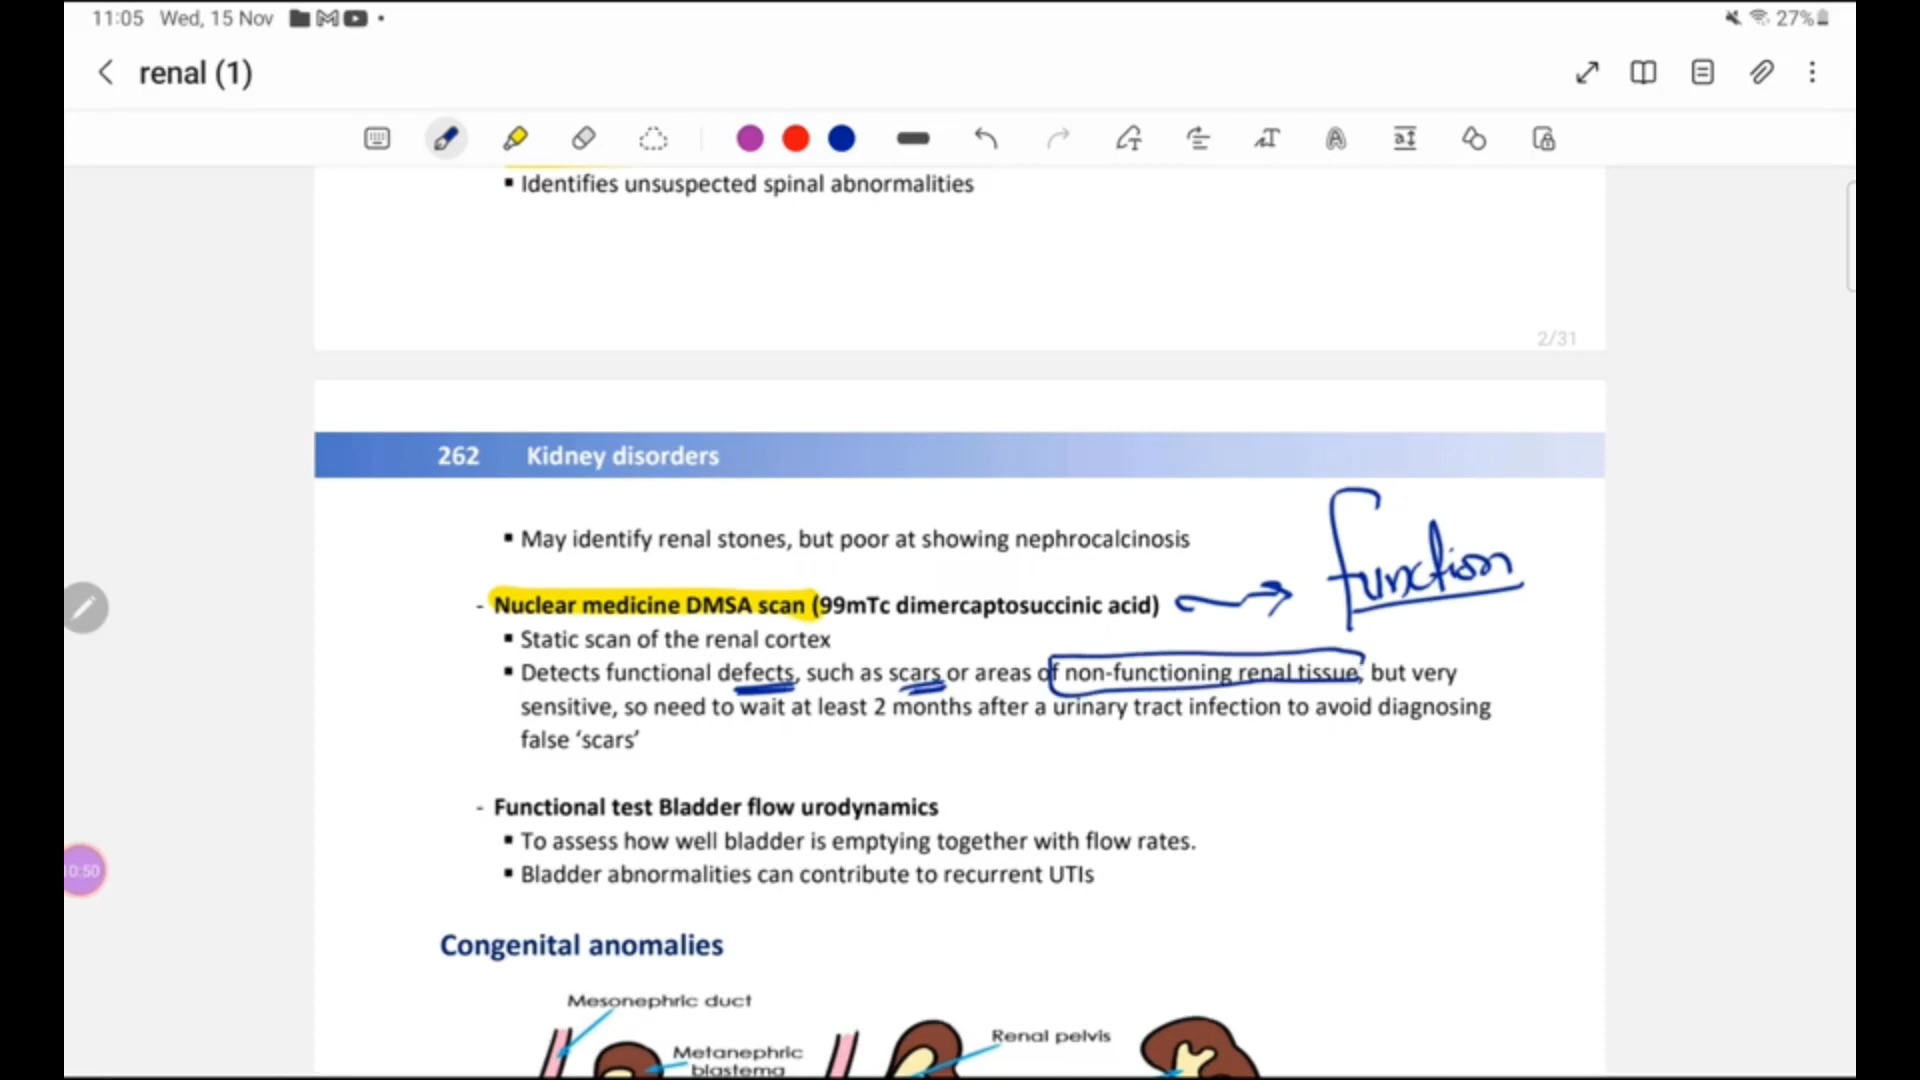 11:05 Wed, 15 Nov 27%
renal (1)
▪ Identifies unsuspected spinal abnormalities
2/31
262 Kidney disorders
▪ May identify renal stones, but poor at showing nephrocalcinosis
function
- Nuclear medicine DMSA scan (99mTc dimercaptosuccinic acid)
▪ Static scan of the renal cortex
▪ Detects functional defects, such as scars or areas of non-functioning renal tissue, but very
sensitive, so need to wait at least 2 months after a urinary tract infection to avoid diagnosing
false ‘scars’
- Functional test Bladder flow urodynamics
▪ To assess how well bladder is emptying together with flow rates.
▪ Bladder abnormalities can contribute to recurrent UTIs
10:50
Congenital anomalies
Mesonephric duct
Renal pelvis
Metanephric
blastema